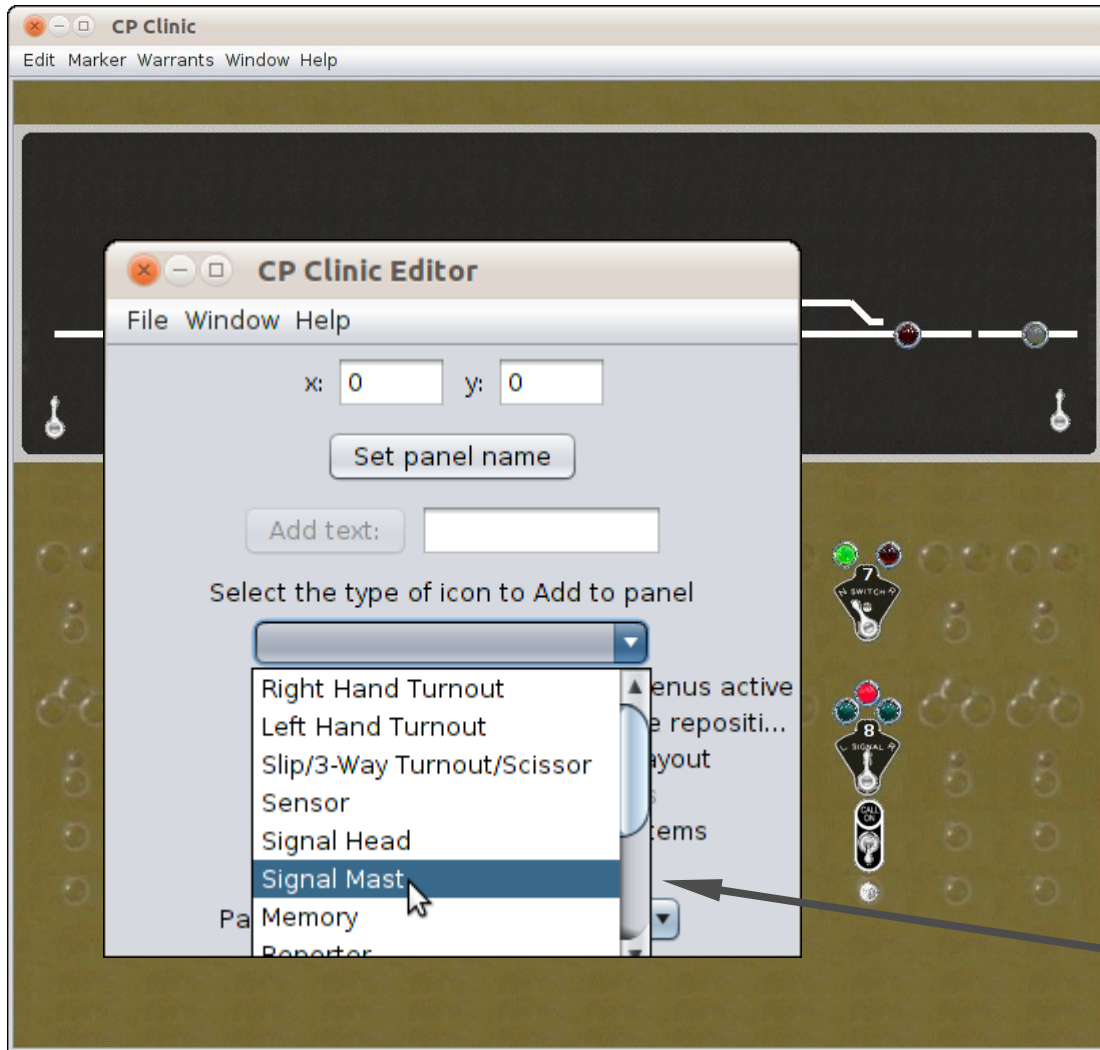 CP Clinic
Edit Marker Warrants Window Help
CP Clinic Editor
File Window Help
x: 0 y: 0
Set panel name
Add text:
Select the type of icon to Add to panel
Right Hand Turnout
Left Hand Turnout
Slip/3-Way Turnout/Scissor
Sensor
Signal Head
Signal Mast
Memory
Reporter
enus active
e repositi...
ayout
s
tems
Pa
7
N SWITCH R
8
L SIGNAL R
CALL
ON